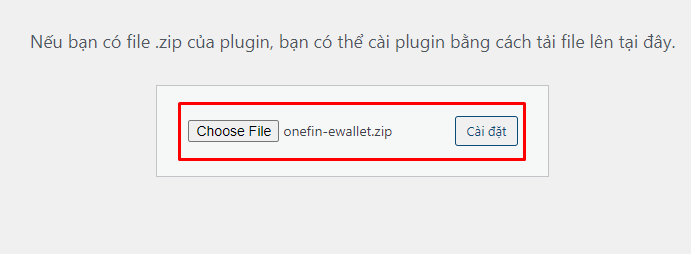 Nếu bạn có file .zip của plugin, bạn có thể cài plugin bằng cách tải file lên tại đây.
Choose File onefin-ewallet.zip Cài đặt